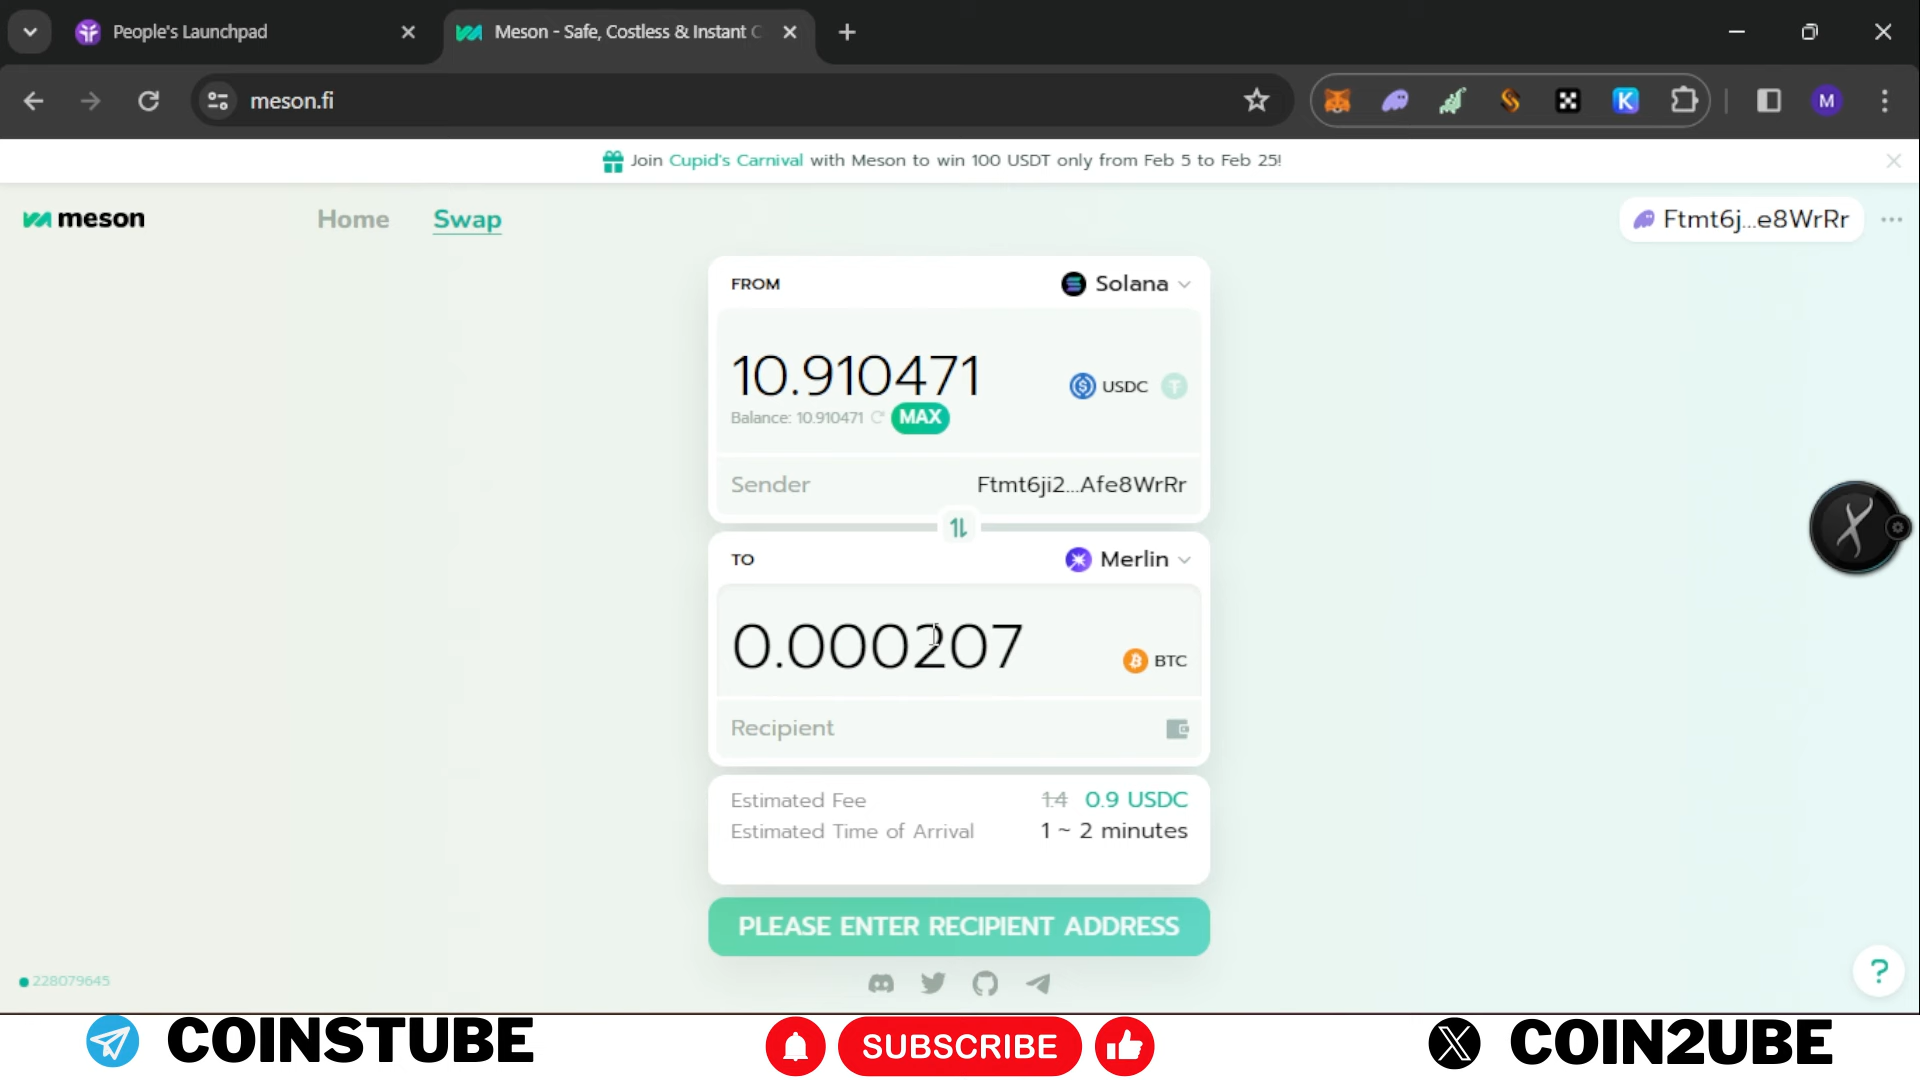 People's Launchpad
Meson - Safe, Costless & Instant C
meson.fi
M
Join Cupid's Carnival with Meson to win 100 USDT only from Feb 5 to Feb 25!
meson
Home
Swap
Ftmt6j...e8WrRr
FROM
Solana
10.910471
USDC
Balance: 10.910471
MAX
Sender
Ftmt6ji2...Afe8WrRr
TO
Merlin
0.000207
BTC
Recipient
Estimated Fee
1.4 0.9 USDC
Estimated Time of Arrival
1 ~ 2 minutes
PLEASE ENTER RECIPIENT ADDRESS
228079645
?
COINSTUBE
SUBSCRIBE
COIN2UBE